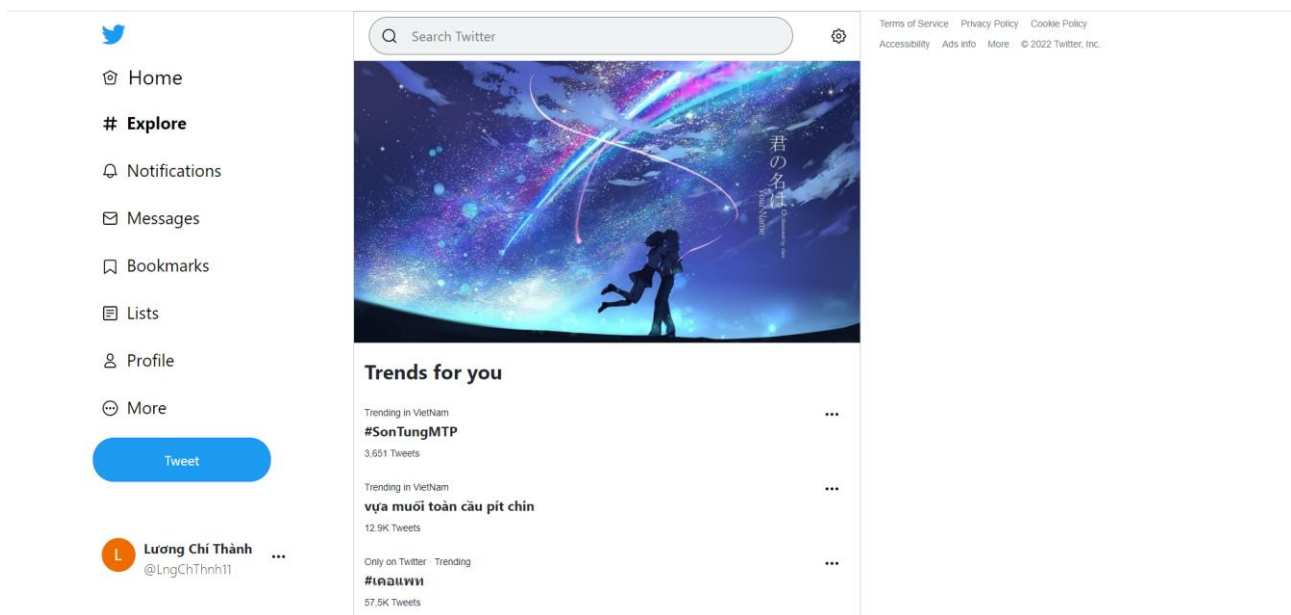 Home
Explore
Notifications
Messages
Bookmarks
Lists
Profile
More
Tweet
L
Lương Chí Thành
@LngChThnh11
Search Twitter
君の名は
Your Name
Trends for you
Trending in VietNam
#SonTungMTP
3,651 Tweets
Trending in VietNam
vựa muối toàn cầu pít chin
12.9K Tweets
Only on Twitter · Trending
#เคอแพท
57,5K Tweets
Terms of Service Privacy Policy Cookie Policy
Accessibility Ads info More © 2022 Twitter, Inc.